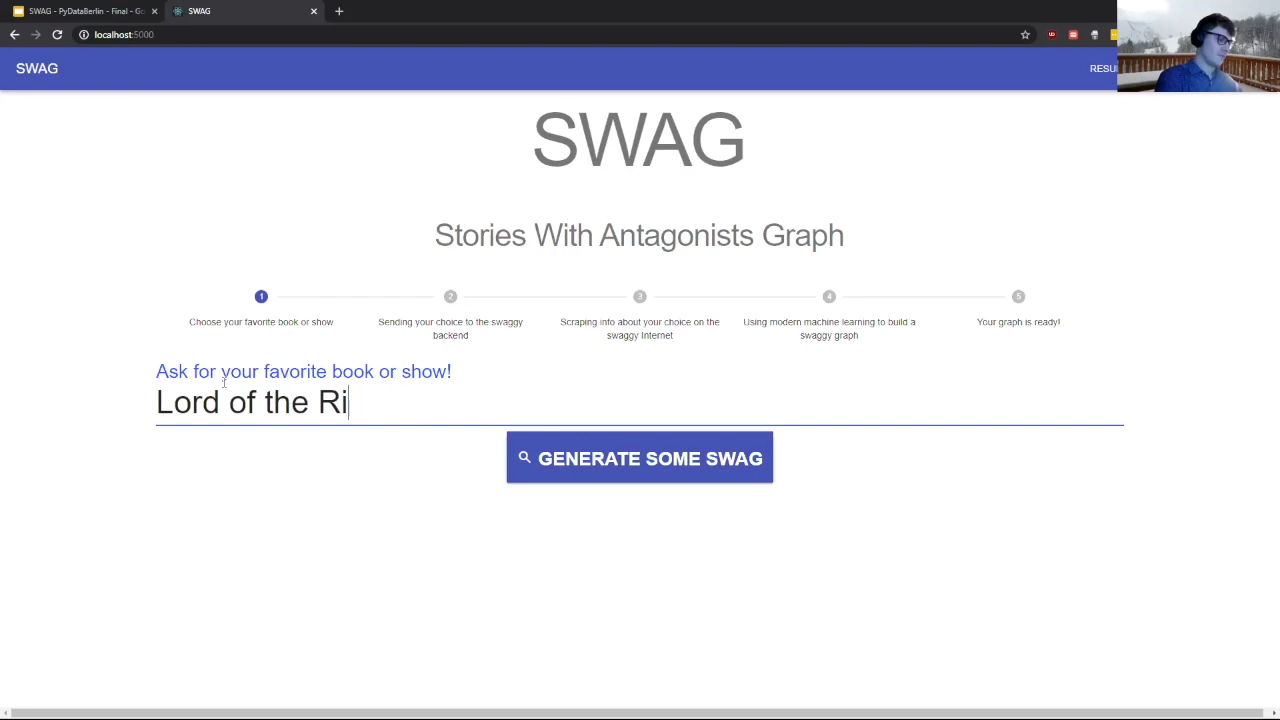 SWAG - PyDataBerlin - Final - Go
SWAG
localhost:5000
SWAG
RESU
SWAG
Stories With Antagonists Graph
1
2
3
4
5
Choose your favorite book or show
Sending your choice to the swaggy
backend
Scraping info about your choice on the
swaggy Internet
Using modern machine learning to build a
swaggy graph
Your graph is ready!
Ask for your favorite book or show!
Lord of the Ri
GENERATE SOME SWAG